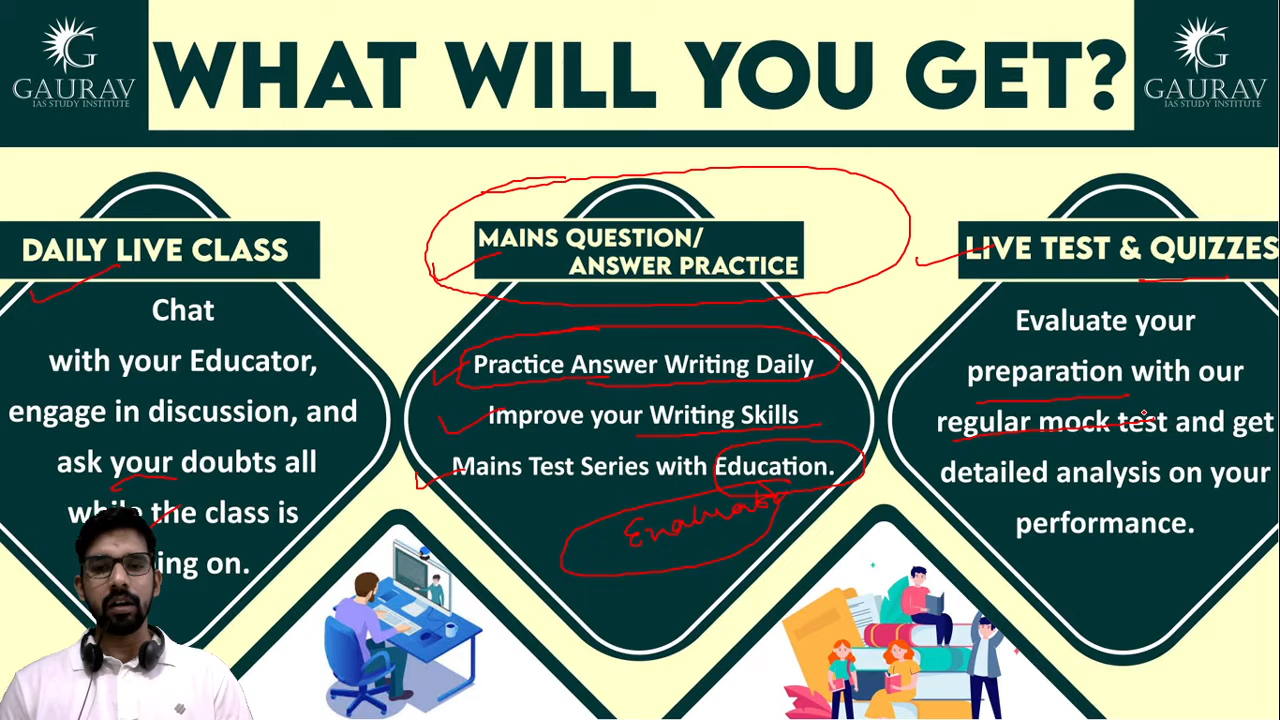 GAURAV
IAS STUDY INSTITUTE
WHAT WILL YOU GET?
GAURAV
IAS STUDY INSTITUTE
DAILY LIVE CLASS
Chat
with your Educator,
engage in discussion, and
ask your doubts all
while the class is
ing on.
MAINS QUESTION/
ANSWER PRACTICE
Practice Answer Writing Daily
Improve your Writing Skills
Mains Test Series with Education.
LIVE TEST & QUIZZES
Evaluate your
preparation with our
regular mock test and get
detailed analysis on your
performance.